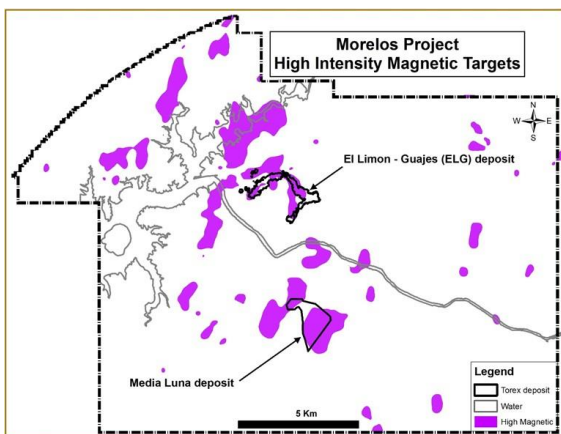 Morelos Project
High Intensity Magnetic Targets
N
W E
S
El Limon - Guajes (ELG) deposit
Media Luna deposit
5 Km
Legend
Torex deposit
Water
High Magnetic